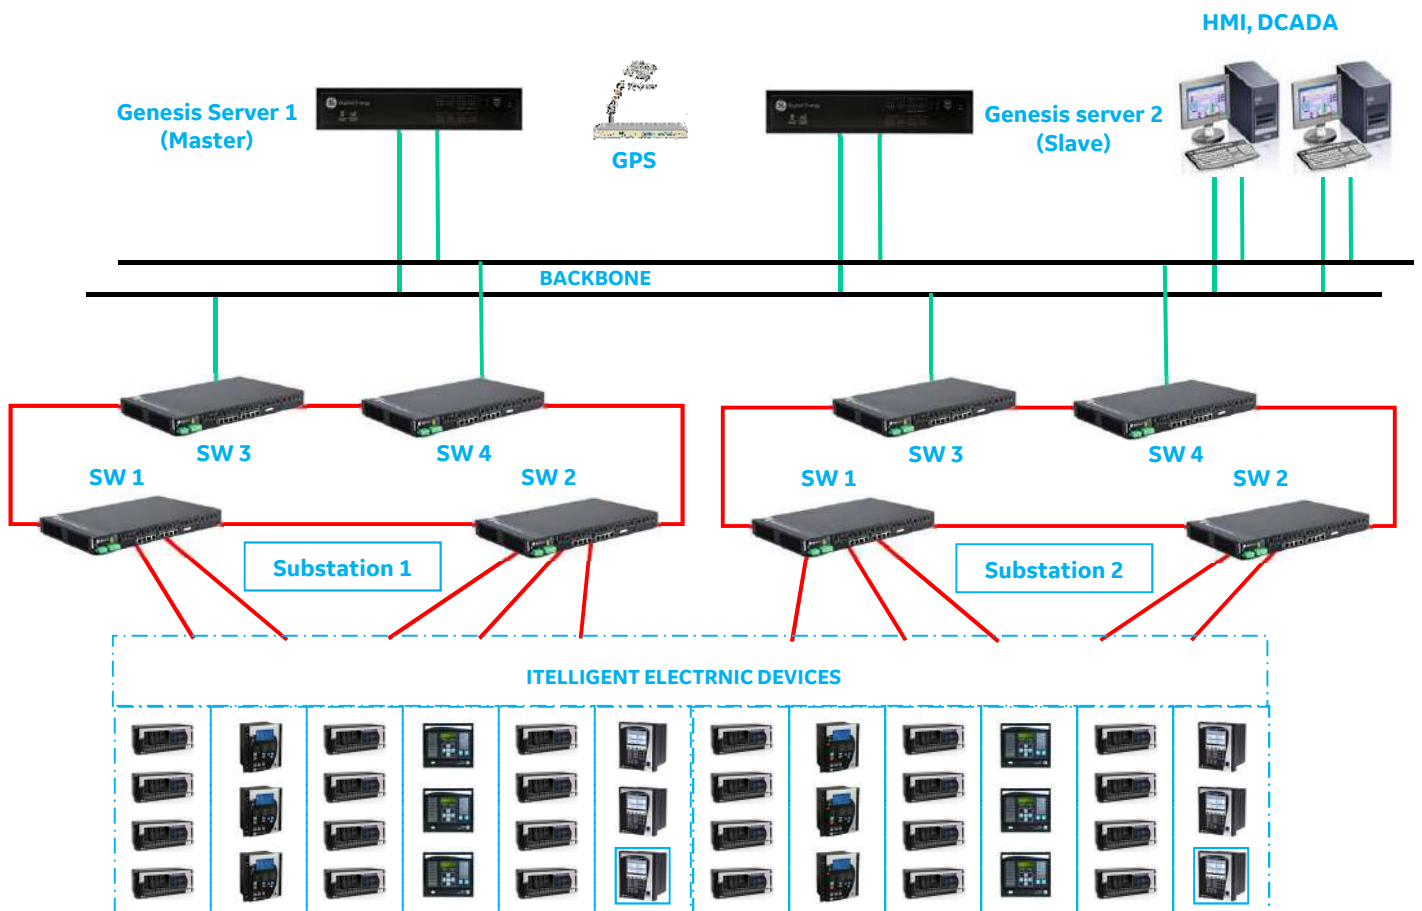 HMI, DCADA
Genesis Server 1
(Master)
GPS
Genesis server 2
(Slave)
BACKBONE
SW 3
SW 4
SW 1
SW 2
SW 3
SW 4
SW 1
SW 2
Substation 1
Substation 2
ITELLIGENT ELECTRNIC DEVICES